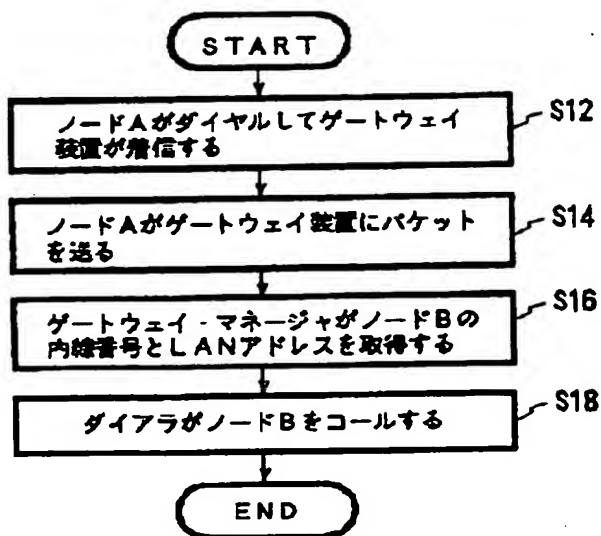 START
ノードAがダイヤルしてゲートウェイ
装置が着信する
S12
ノードAがゲートウェイ装置にパケット
を送る
S14
ゲートウェイ・マネージャがノードBの
内線番号とLANアドレスを取得する
S16
ダイアラがノードBをコールする
S18
END